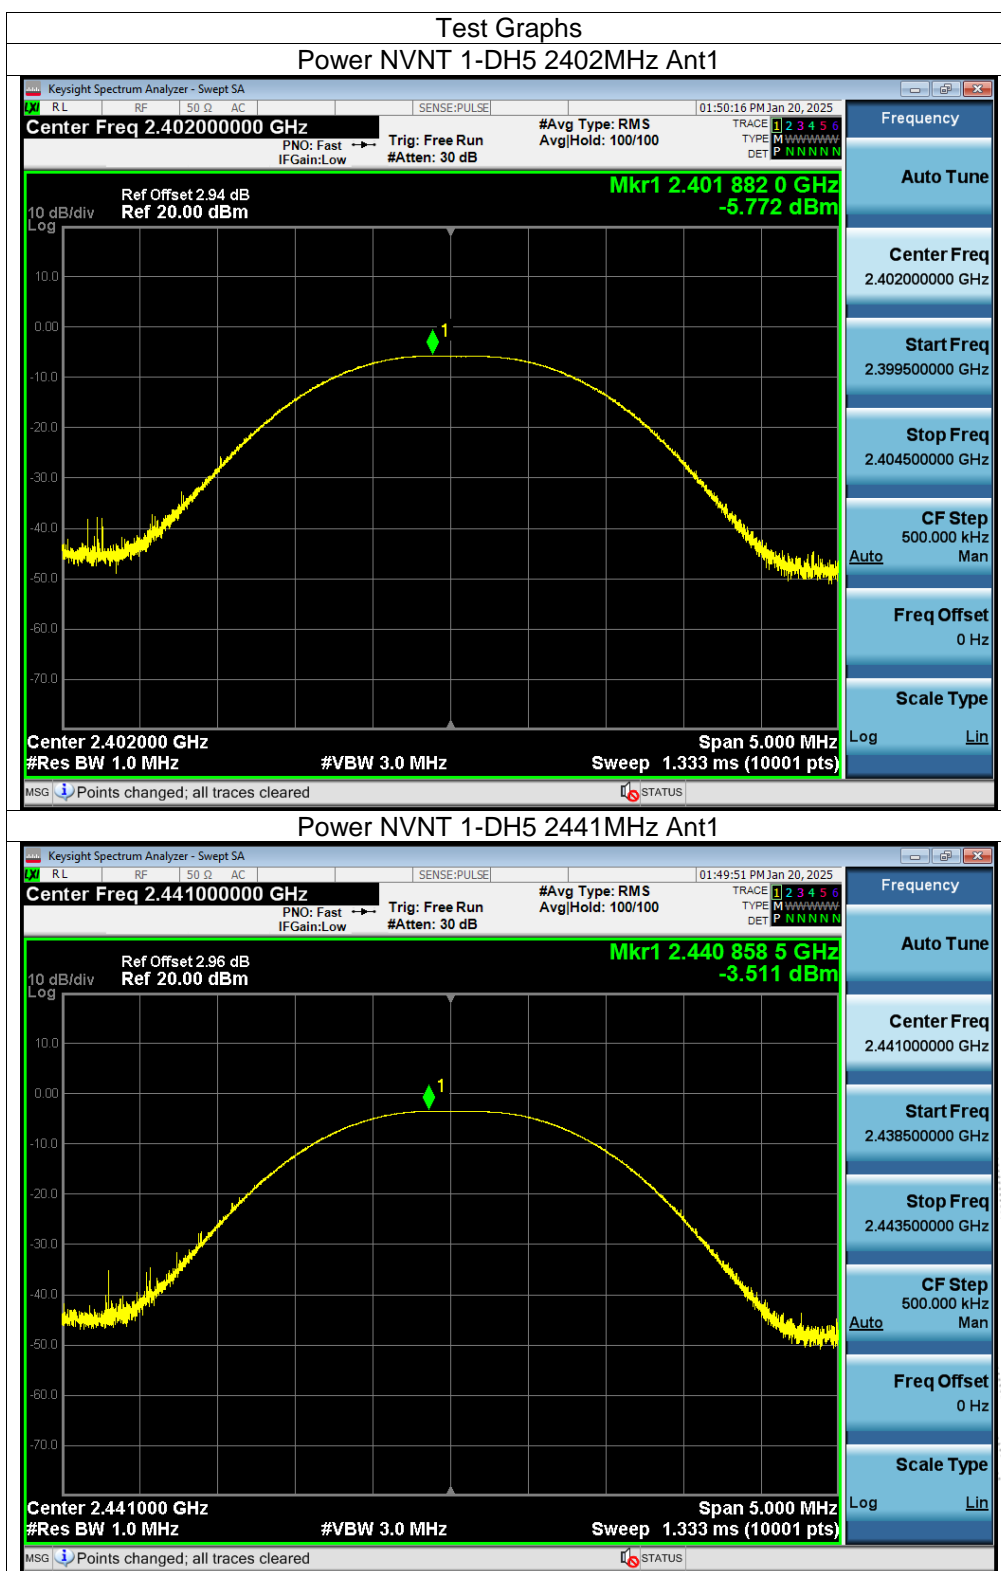 Test Graphs
Power NVNT 1-DH5 2402MHz Ant1
Keysight Spectrum Analyzer - Swept SA
LXI RL RF 50 Ω AC SENSE:PULSE 01:50:16 PM Jan 20, 2025
Center Freq 2.402000000 GHz #Avg Type: RMS TRACE 1 2 3 4 5 6 Frequency
PNO: Fast Trig: Free Run Avg|Hold: 100/100 TYPE M WWWWW
IFGain:Low #Atten: 30 dB DET P N N N N N
Auto Tune
Mkr1 2.401 882 0 GHz
Ref Offset 2.94 dB
10 dB/div Ref 20.00 dBm -5.772 dBm
Log
Center Freq
2.402000000 GHz
10.0
0.00
1
Start Freq
2.399500000 GHz
-10.0
-20.0
Stop Freq
2.404500000 GHz
-30.0
-40.0
CF Step
500.000 kHz
Auto Man
-50.0
-60.0
Freq Offset
0 Hz
-70.0
Scale Type
Log Lin
Center 2.402000 GHz Span 5.000 MHz
#Res BW 1.0 MHz #VBW 3.0 MHz Sweep 1.333 ms (10001 pts)
MSG Points changed; all traces cleared STATUS
Power NVNT 1-DH5 2441MHz Ant1
Keysight Spectrum Analyzer - Swept SA
LXI RL RF 50 Ω AC SENSE:PULSE 01:49:51 PM Jan 20, 2025
Center Freq 2.441000000 GHz #Avg Type: RMS TRACE 1 2 3 4 5 6 Frequency
PNO: Fast Trig: Free Run Avg|Hold: 100/100 TYPE M WWWWW
IFGain:Low #Atten: 30 dB DET P N N N N N
Auto Tune
Mkr1 2.440 858 5 GHz
Ref Offset 2.96 dB
10 dB/div Ref 20.00 dBm -3.511 dBm
Log
Center Freq
2.441000000 GHz
10.0
0.00
1
Start Freq
2.438500000 GHz
-10.0
-20.0
Stop Freq
2.443500000 GHz
-30.0
-40.0
CF Step
500.000 kHz
Auto Man
-50.0
-60.0
Freq Offset
0 Hz
-70.0
Scale Type
Log Lin
Center 2.441000 GHz Span 5.000 MHz
#Res BW 1.0 MHz #VBW 3.0 MHz Sweep 1.333 ms (10001 pts)
MSG Points changed; all traces cleared STATUS